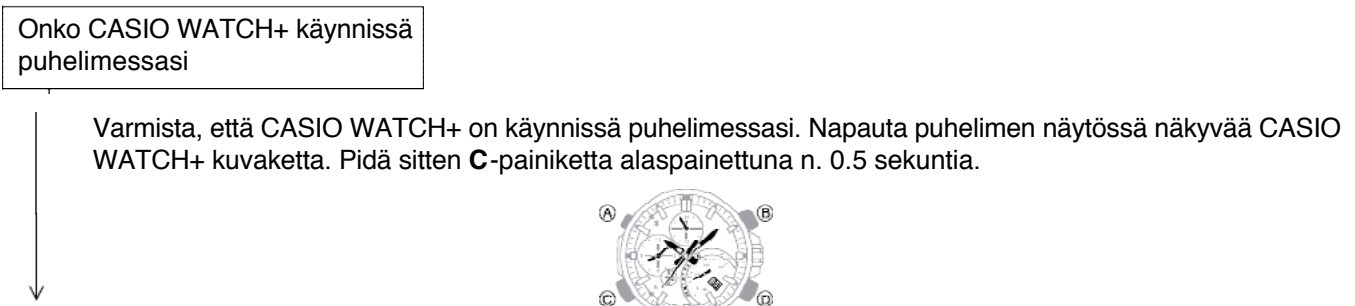 Onko CASIO WATCH+ käynnissä
puhelimessasi
Varmista, että CASIO WATCH+ on käynnissä puhelimessasi. Napauta puhelimen näytössä näkyvää CASIO
WATCH+ kuvaketta. Pidä sitten C-painiketta alaspainettuna n. 0.5 sekuntia.
A B
C D